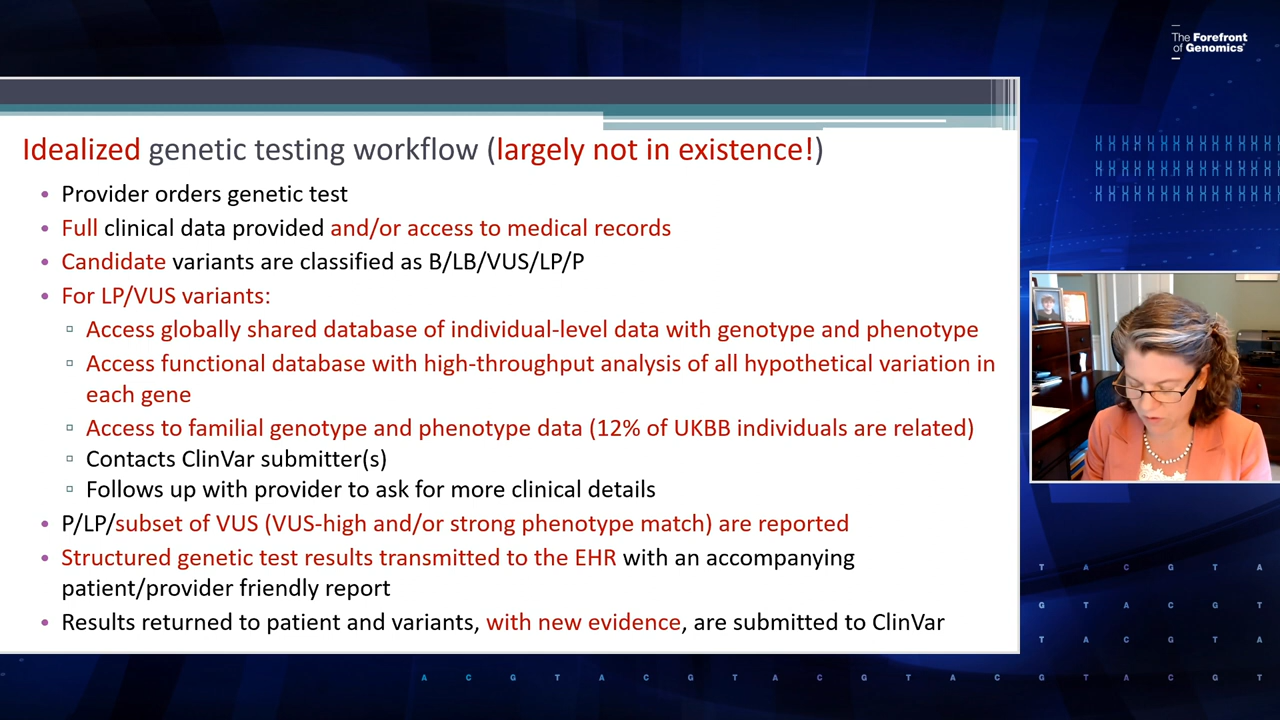 The Forefront
of Genomics®
Idealized genetic testing workflow (largely not in existence!)
• Provider orders genetic test
• Full clinical data provided and/or access to medical records
• Candidate variants are classified as B/LB/VUS/LP/P
• For LP/VUS variants:
▫ Access globally shared database of individual-level data with genotype and phenotype
▫ Access functional database with high-throughput analysis of all hypothetical variation in
each gene
▫ Access to familial genotype and phenotype data (12% of UKBB individuals are related)
▫ Contacts ClinVar submitter(s)
▫ Follows up with provider to ask for more clinical details
• P/LP/subset of VUS (VUS-high and/or strong phenotype match) are reported
• Structured genetic test results transmitted to the EHR with an accompanying
patient/provider friendly report
• Results returned to patient and variants, with new evidence, are submitted to ClinVar
T A C G T A
G T A C G T
T A C G T A
A C G T A C G T A C G T A C G T A C G T